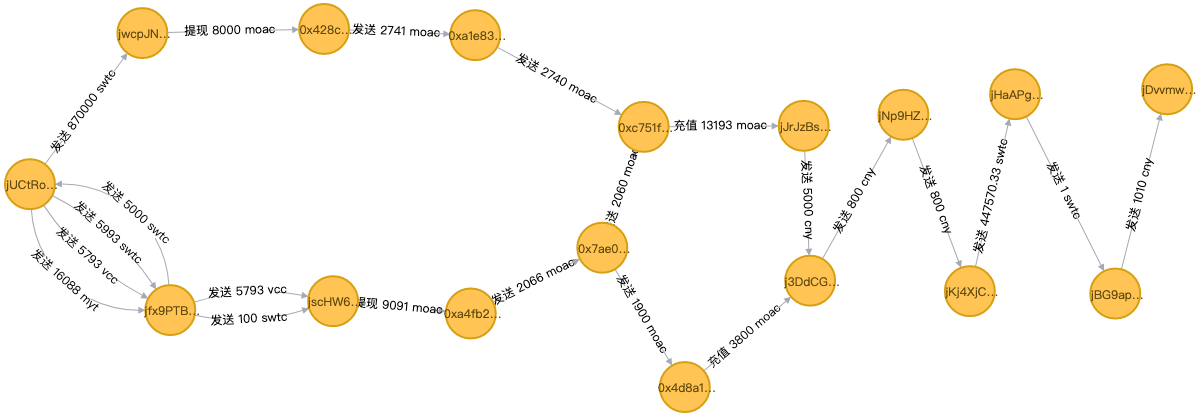 jwcpJN...
提现 8000 moac
0x428c...
发送 2741 moac
0xa1e83...
发送 2740 moac
发送 870000 swtc
0xc751f...
充值 13193 moac
jJrJzBs...
jNp9HZ...
jHaAPg...
jDvvmw...
jUCtRo...
发送 5000 swtc
发送 5993 swtc
发送 5793 vcc
发送 16088 myt
jfx9PTB...
发送 5793 vcc
发送 100 swtc
jscHW6...
提现 9091 moac
0xa4fb2...
发送 2066 moac
0x7ae0...
送 2060 moac
发送 1900 moac
0x4d8a1...
充值 3800 moac
发送 5000 cny
j3DdCG...
发送 800 cny
发送 800 cny
jKj4XjC...
发送 447570.33 swtc
发送 1 swtc
jBG9ap...
发送 1010 cny